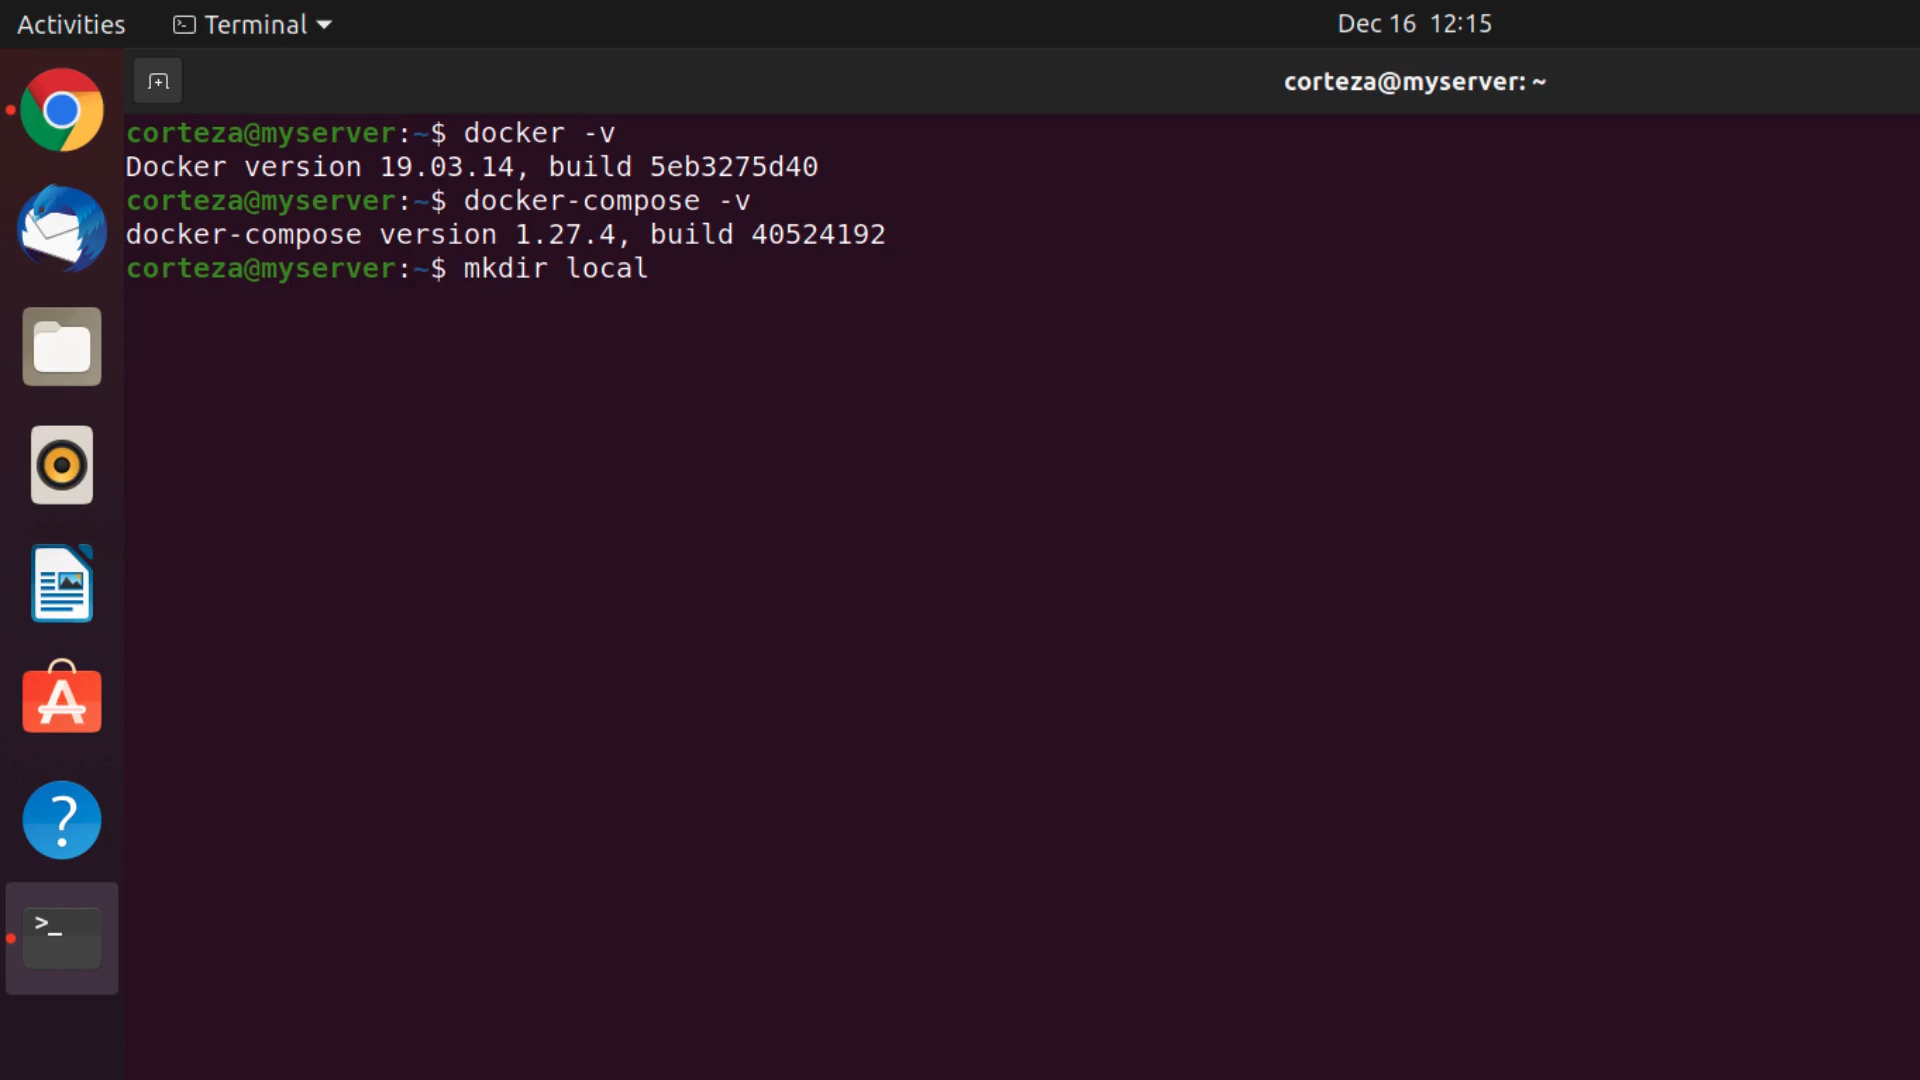 Activities
Terminal
Dec 16 12:15
corteza@myserver: ~
corteza@myserver:~$ docker -v
Docker version 19.03.14, build 5eb3275d40
corteza@myserver:~$ docker-compose -v
docker-compose version 1.27.4, build 40524192
corteza@myserver:~$ mkdir local